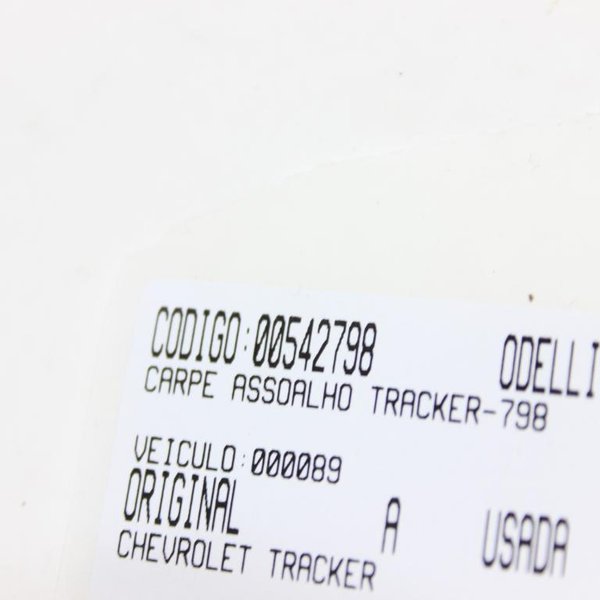 CODIGO:00542798 ODELLI
CARPE ASSOALHO TRACKER-798
VEICULO:000089
ORIGINAL A USADA
CHEVROLET TRACKER